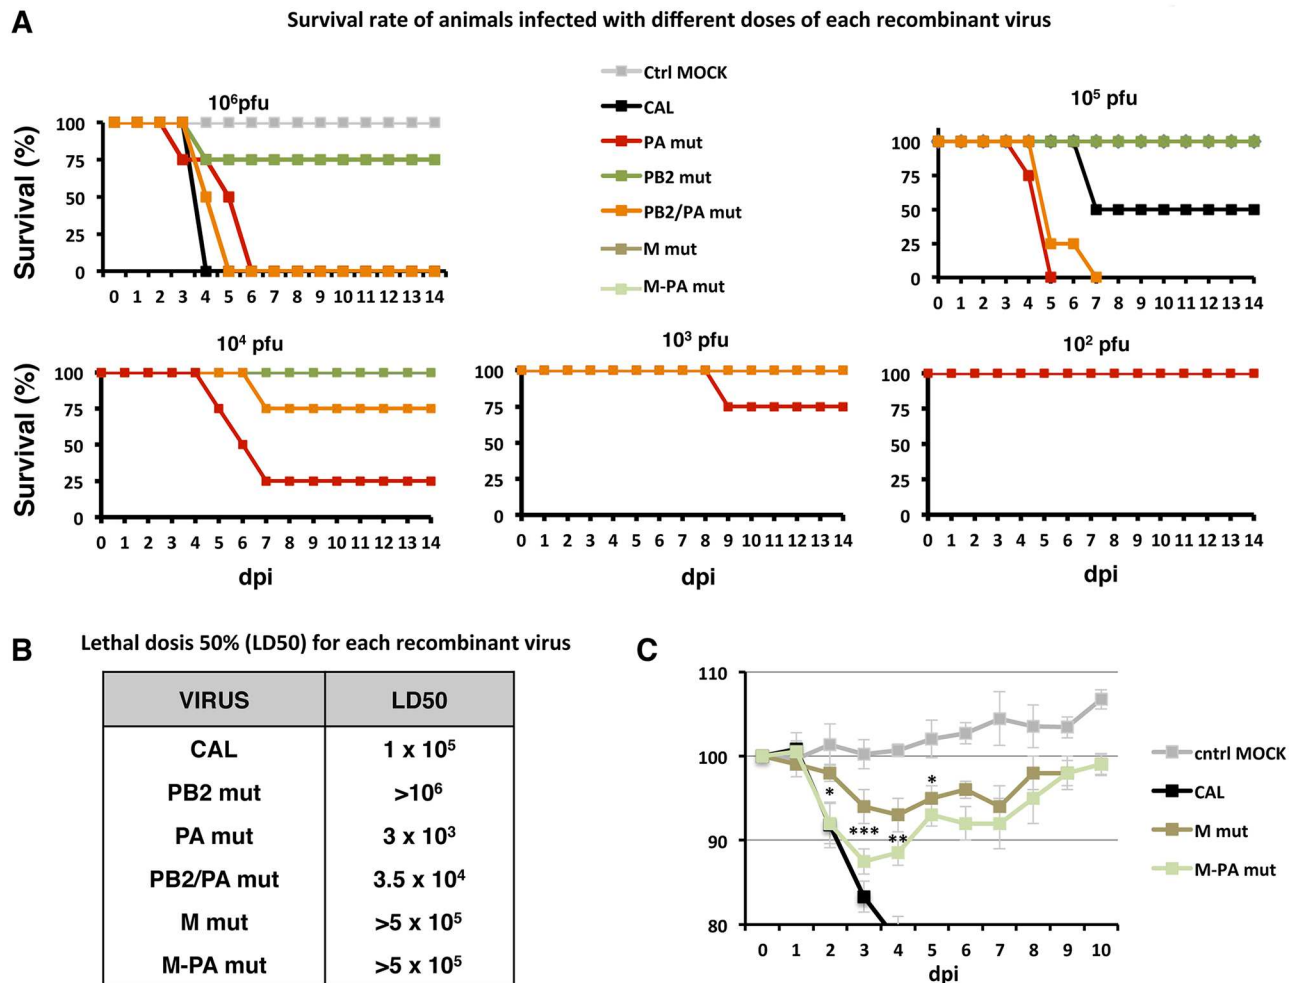 A
Survival rate of animals infected with different doses of each recombinant virus
10⁶pfu
Survival (%)
100
75
50
25
0
0 1 2 3 4 5 6 7 8 9 10 11 12 13 14
Ctrl MOCK
CAL
PA mut
PB2 mut
PB2/PA mut
M mut
M-PA mut
10⁵ pfu
100
75
50
25
0
0 1 2 3 4 5 6 7 8 9 10 11 12 13 14
10⁴ pfu
Survival (%)
100
75
50
25
0
0 1 2 3 4 5 6 7 8 9 10 11 12 13 14
dpi
10³ pfu
100
75
50
25
0
0 1 2 3 4 5 6 7 8 9 10 11 12 13 14
dpi
10² pfu
100
75
50
25
0
0 1 2 3 4 5 6 7 8 9 10 11 12 13 14
dpi
B
Lethal dosis 50% (LD50) for each recombinant virus
VIRUS LD50
CAL 1 x 10⁵
PB2 mut >10⁶
PA mut 3 x 10³
PB2/PA mut 3.5 x 10⁴
M mut >5 x 10⁵
M-PA mut >5 x 10⁵
C
110
100
90
80
*
***
**
*
0 1 2 3 4 5 6 7 8 9 10
dpi
cntrl MOCK
CAL
M mut
M-PA mut